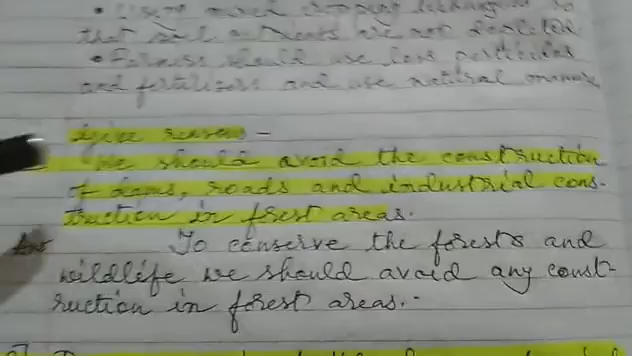 that soil nutrients are not depleted
• Farmers should use less pesticides
and fertilizers and use natural manure
Give reasons -
We should avoid the construction
of dams, roads and industrial cons-
truction in frest areas.
Ans To conserve the forests and
wildlife we should avoid any const-
ruction in forest areas.